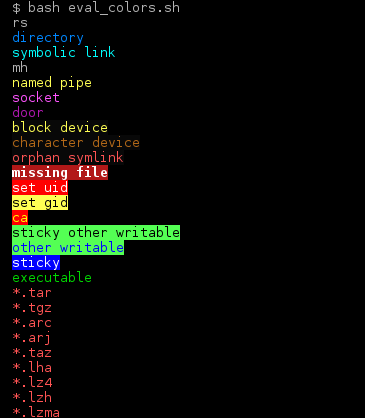 $ bash eval_colors.sh
rs
directory
symbolic link
mh
named pipe
socket
door
block device
character device
orphan symlink
missing file
set uid
set gid
ca
sticky other writable
other writable
sticky
executable
*.tar
*.tgz
*.arc
*.arj
*.taz
*.lha
*.lz4
*.lzh
*.lzma